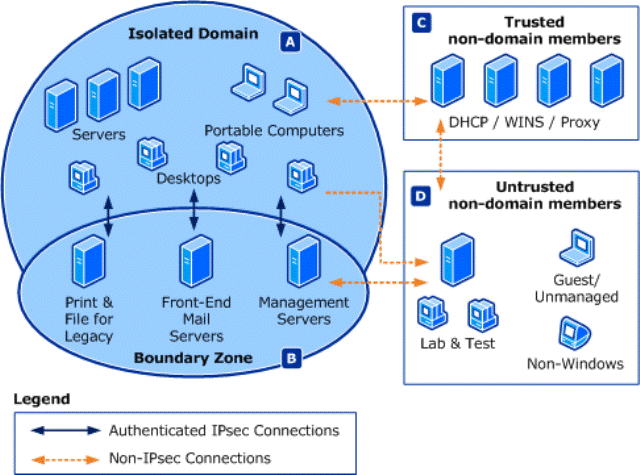 Isolated Domain
A
Servers
Portable Computers
Desktops
Print &
File for
Legacy
Front-End
Mail
Servers
Management
Servers
Boundary Zone
B
C
Trusted
non-domain members
DHCP / WINS / Proxy
D
Untrusted
non-domain members
Guest/
Unmanaged
Lab & Test
Non-Windows
Legend
Authenticated IPsec Connections
Non-IPsec Connections